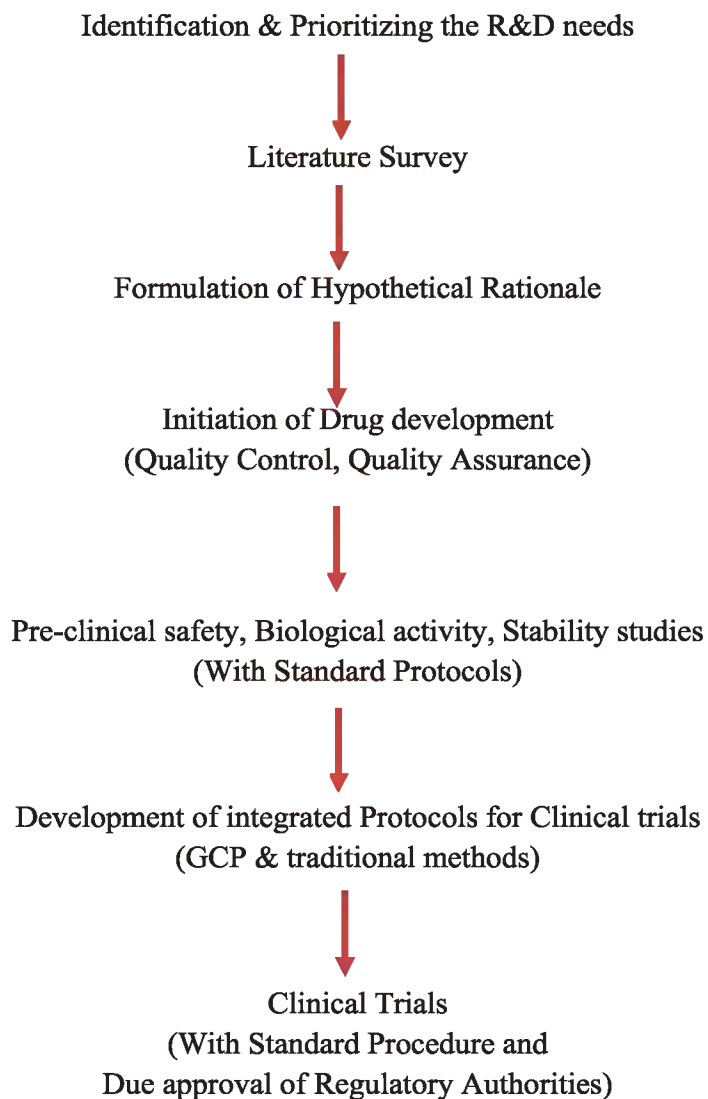 Identification & Prioritizing the R&D needs
Literature Survey
Formulation of Hypothetical Rationale
Initiation of Drug development
(Quality Control, Quality Assurance)
Pre-clinical safety, Biological activity, Stability studies
(With Standard Protocols)
Development of integrated Protocols for Clinical trials
(GCP & traditional methods)
Clinical Trials
(With Standard Procedure and
Due approval of Regulatory Authorities)